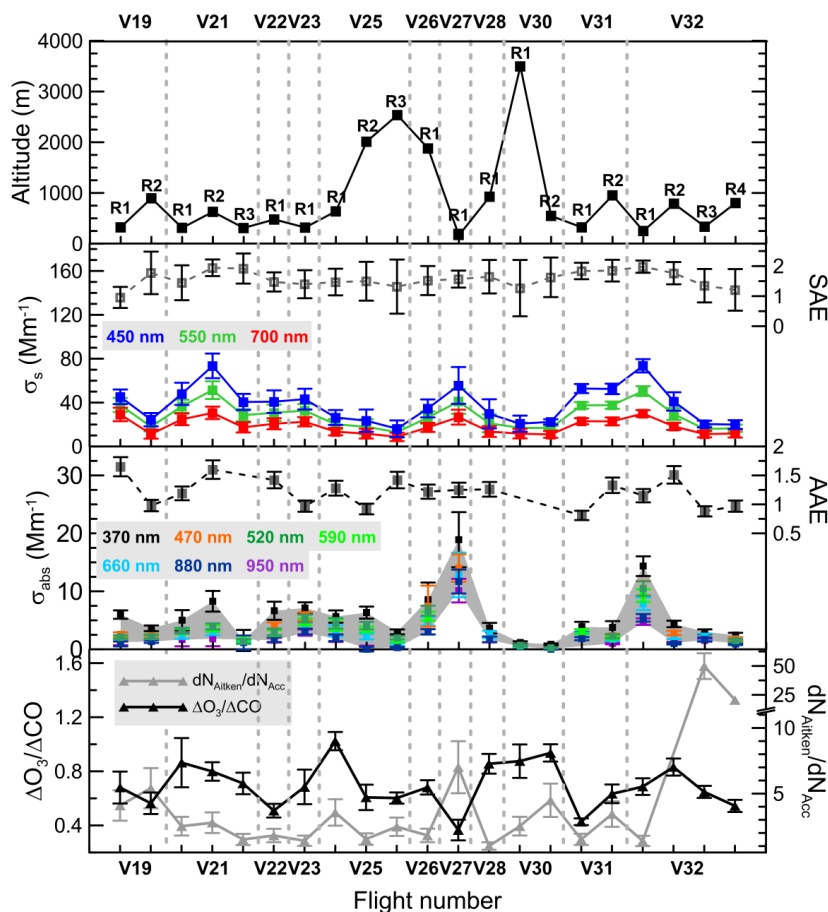 V19 V21 V22 V23 V25 V26 V27 V28 V30 V31 V32
4000
3000
2000
1000
0
Altitude (m)
R1 R2 R1 R2 R3 R1 R1 R1 R2 R3 R1 R1 R1 R1 R2 R1 R2 R1 R2 R3 R4
160
120
80
40
0
σs (Mm-1)
2
1
0
SAE
450 nm 550 nm 700 nm
30
20
10
0
σabs (Mm-1)
2
1.5
1
0.5
AAE
370 nm 470 nm 520 nm 590 nm
660 nm 880 nm 950 nm
1.6
1.2
0.8
0.4
ΔO3/ΔCO
50
25
10
5
dNAitken/dNAcc
dNAitken/dNAcc
ΔO3/ΔCO
V19 V21 V22 V23 V25 V26 V27 V28 V30 V31 V32
Flight number